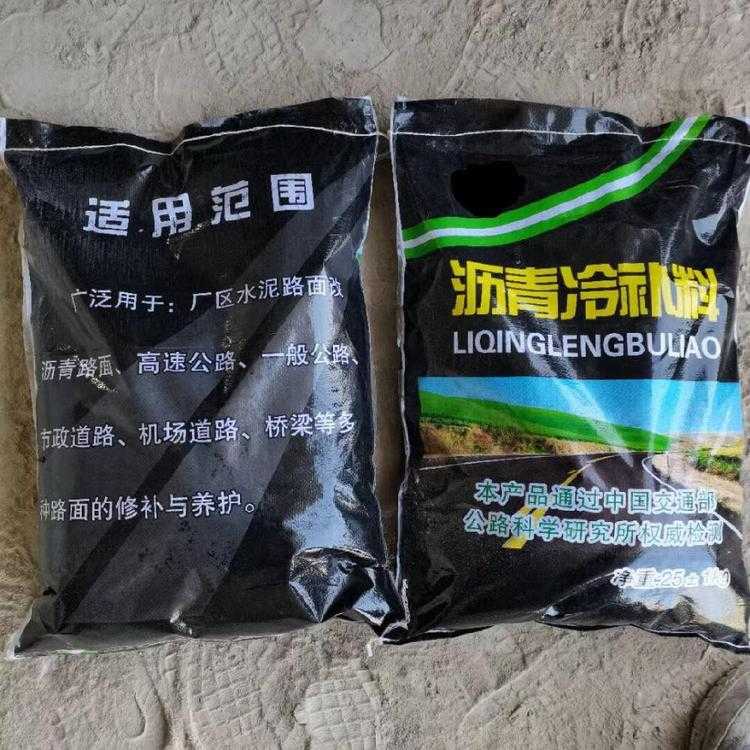 适用范围
广泛用于：厂区水泥路面改
沥青路面、高速公路、一般公路、
市政道路、机场道路、桥梁等多
种路面的修补与养护。
沥青冷补料
LIQINGLENGBULIAO
本产品通过中国交通部
公路科学研究所权威检测
净重:25±1kg